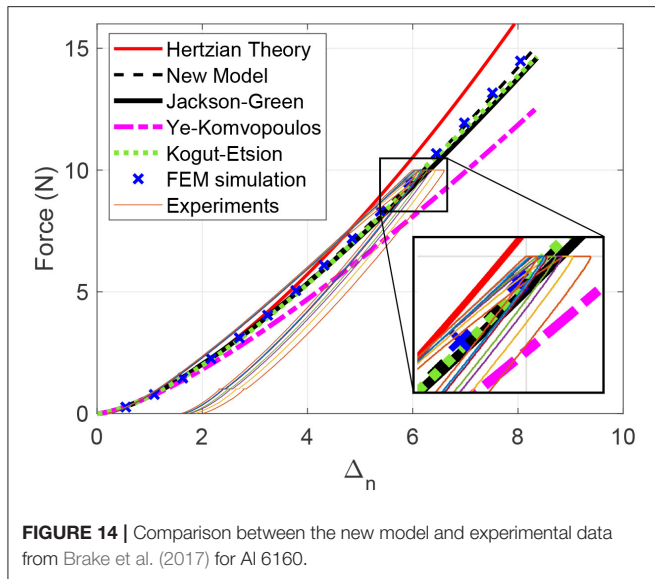 15
10
5
0
Force (N)
Hertzian Theory
New Model
Jackson-Green
Ye-Komvopoulos
Kogut-Etsion
FEM simulation
Experiments
0 2 4 6 8 10
Δn
FIGURE 14 | Comparison between the new model and experimental data
from Brake et al. (2017) for Al 6160.